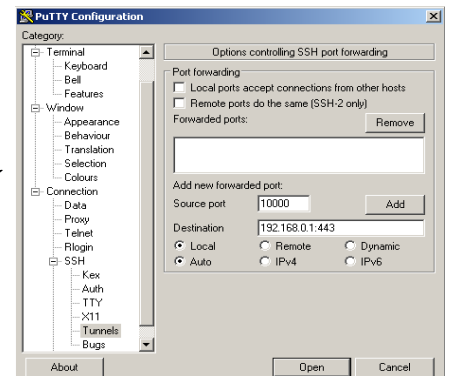 PuTTY Configuration
Category:
Terminal
Keyboard
Bell
Features
Window
Appearance
Behaviour
Translation
Selection
Colours
Connection
Data
Proxy
Telnet
Rlogin
SSH
Kex
Auth
TTY
X11
Tunnels
Bugs
Options controlling SSH port forwarding
Port forwarding
Local ports accept connections from other hosts
Remote ports do the same (SSH-2 only)
Forwarded ports:
Remove
Add new forwarded port:
Source port 10000 Add
Destination 192.168.0.1:443
Local Remote Dynamic
Auto IPv4 IPv6
About Open Cancel